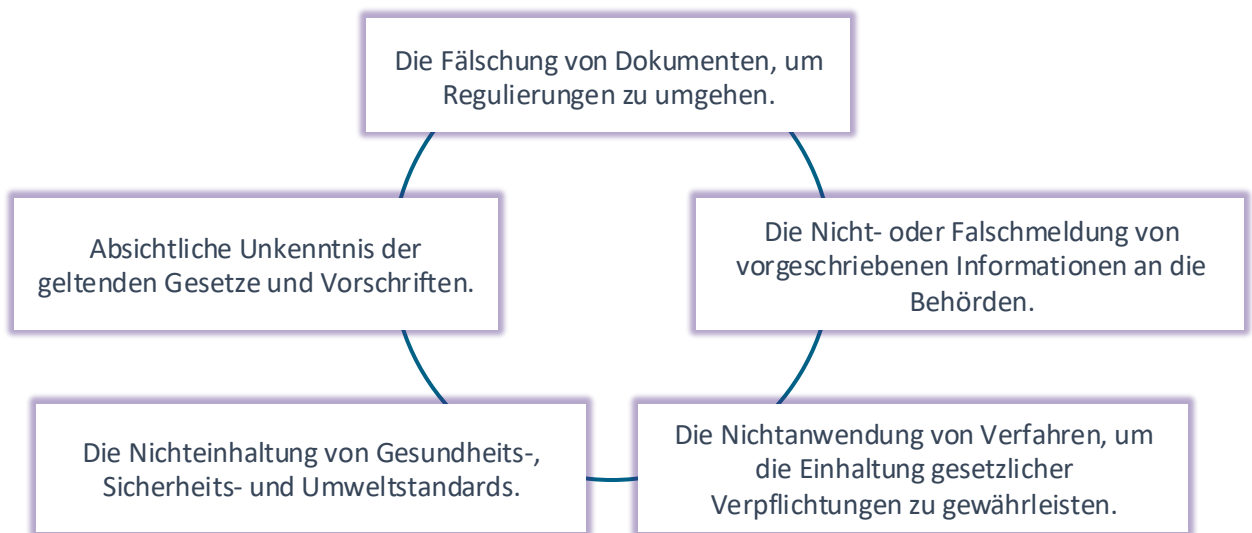 Die Fälschung von Dokumenten, um
Regulierungen zu umgehen.
Die Nicht- oder Falschmeldung von
vorgeschriebenen Informationen an die
Behörden.
Die Nichtanwendung von Verfahren, um
die Einhaltung gesetzlicher
Verpflichtungen zu gewährleisten.
Die Nichteinhaltung von Gesundheits-,
Sicherheits- und Umweltstandards.
Absichtliche Unkenntnis der
geltenden Gesetze und Vorschriften.